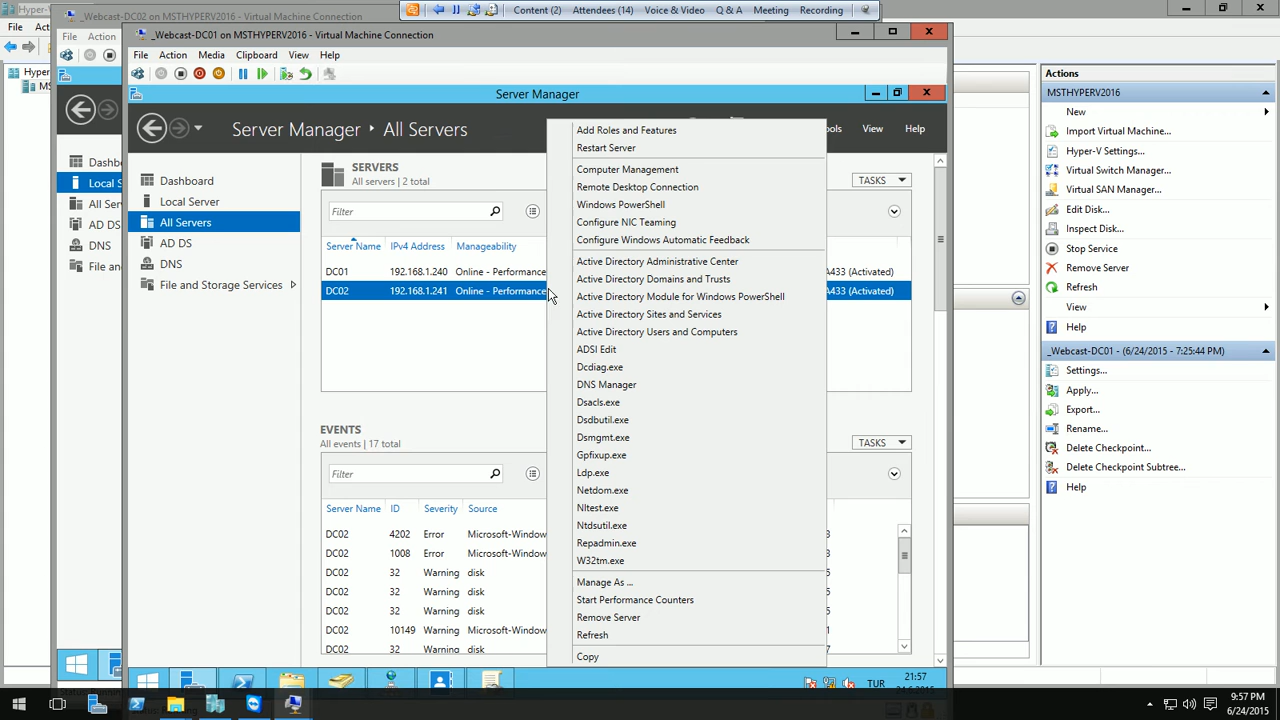 _Webcast-DC02 on MSTHYPERV2016 - Virtual Machine Connection
Content (2)
Attendees (14)
Voice & Video
Q & A
Meeting
Recording
File
Action
_Webcast-DC01 on MSTHYPERV2016 - Virtual Machine Connection
File
Action
Media
Clipboard
View
Help
Server Manager
Server Manager ‣ All Servers
View
Help
Dashboard
Local Server
All Servers
AD DS
DNS
File and Storage Services
SERVERS
All servers | 2 total
TASKS
Filter
Server Name
IPv4 Address
Manageability
DC01
192.168.1.240
Online - Performance
A433 (Activated)
DC02
192.168.1.241
Online - Performance
A433 (Activated)
EVENTS
All events | 17 total
TASKS
Filter
Server Name
ID
Severity
Source
DC02
4202
Error
Microsoft-Window
DC02
1008
Error
Microsoft-Window
DC02
32
Warning
disk
DC02
32
Warning
disk
DC02
32
Warning
disk
DC02
10149
Warning
Microsoft-Window
DC02
32
Warning
disk
Add Roles and Features
Restart Server
Computer Management
Remote Desktop Connection
Windows PowerShell
Configure NIC Teaming
Configure Windows Automatic Feedback
Active Directory Administrative Center
Active Directory Domains and Trusts
Active Directory Module for Windows PowerShell
Active Directory Sites and Services
Active Directory Users and Computers
ADSI Edit
Dcdiag.exe
DNS Manager
Dsacls.exe
Dsdbutil.exe
Dsmgmt.exe
Gpfixup.exe
Ldp.exe
Netdom.exe
Nltest.exe
Ntdsutil.exe
Repadmin.exe
W32tm.exe
Manage As ...
Start Performance Counters
Remove Server
Refresh
Copy
TUR
21:57
Actions
MSTHYPERV2016
New
Import Virtual Machine...
Hyper-V Settings...
Virtual Switch Manager...
Virtual SAN Manager...
Edit Disk...
Inspect Disk...
Stop Service
Remove Server
Refresh
View
Help
_Webcast-DC01 - (6/24/2015 - 7:25:44 PM)
Settings...
Apply...
Export...
Rename...
Delete Checkpoint...
Delete Checkpoint Subtree...
Help
9:57 PM
6/24/2015